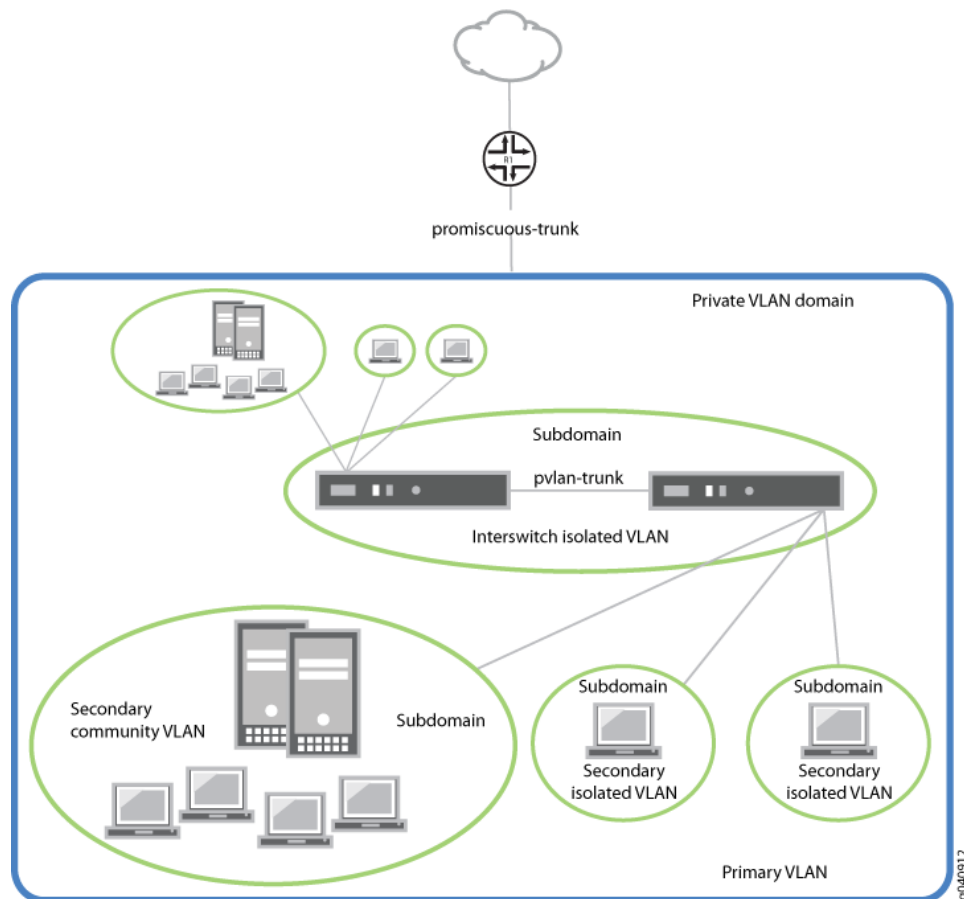 R1
promiscuous-trunk
Private VLAN domain
Subdomain
pvlan-trunk
Interswitch isolated VLAN
Secondary
community VLAN
Subdomain
Subdomain
Secondary
isolated VLAN
Subdomain
Secondary
isolated VLAN
Primary VLAN
g040912